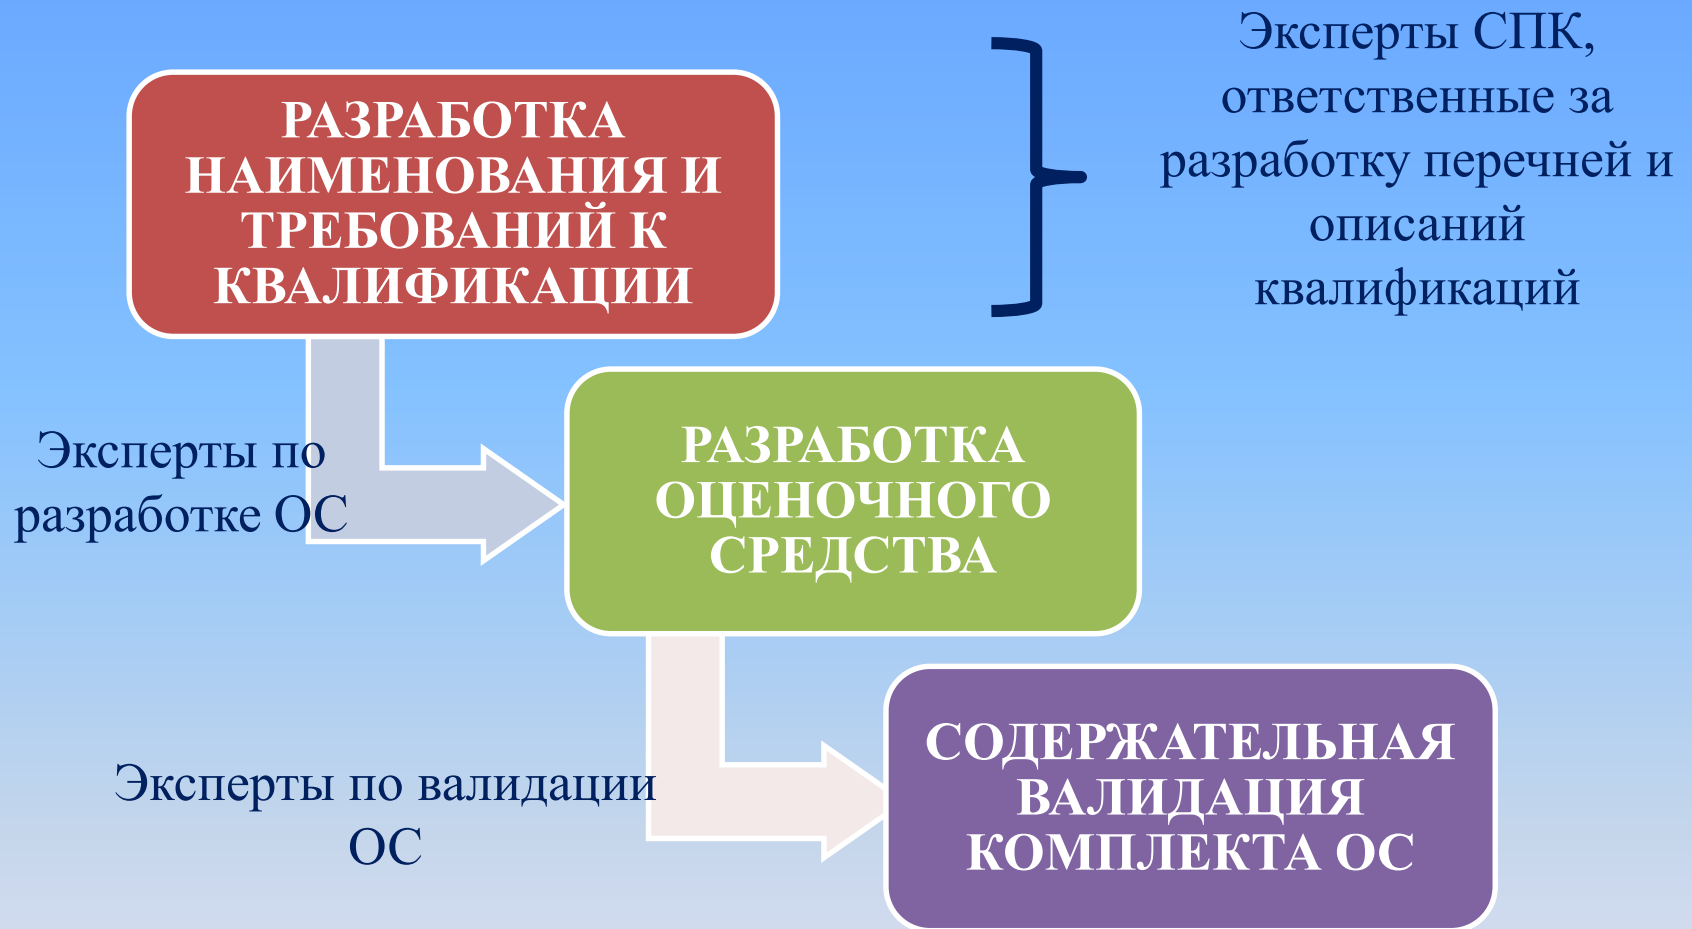 РАЗРАБОТКА
НАИМЕНОВАНИЯ И
ТРЕБОВАНИЙ К
КВАЛИФИКАЦИИ
Эксперты СПК,
ответственные за
разработку перечней и
описаний
квалификаций
Эксперты по
разработке ОС
РАЗРАБОТКА
ОЦЕНОЧНОГО
СРЕДСТВА
Эксперты по валидации
ОС
СОДЕРЖАТЕЛЬНАЯ
ВАЛИДАЦИЯ
КОМПЛЕКТА ОС